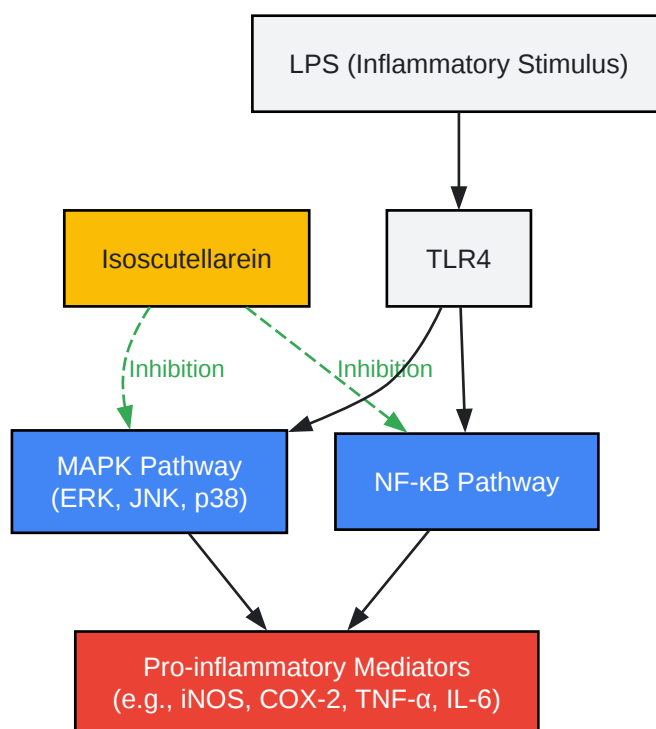 LPS (Inflammatory Stimulus)
Isoscutellarein
TLR4
Inhibition
Inhibition
MAPK Pathway
(ERK, JNK, p38)
NF-κB Pathway
Pro-inflammatory Mediators
(e.g., iNOS, COX-2, TNF-α, IL-6)